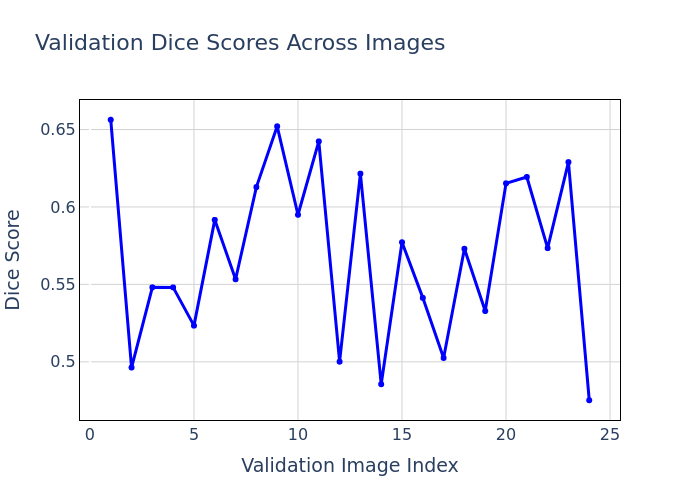 Validation Dice Scores Across Images
Dice Score
0.65
0.6
0.55
0.5
0 5 10 15 20 25
Validation Image Index